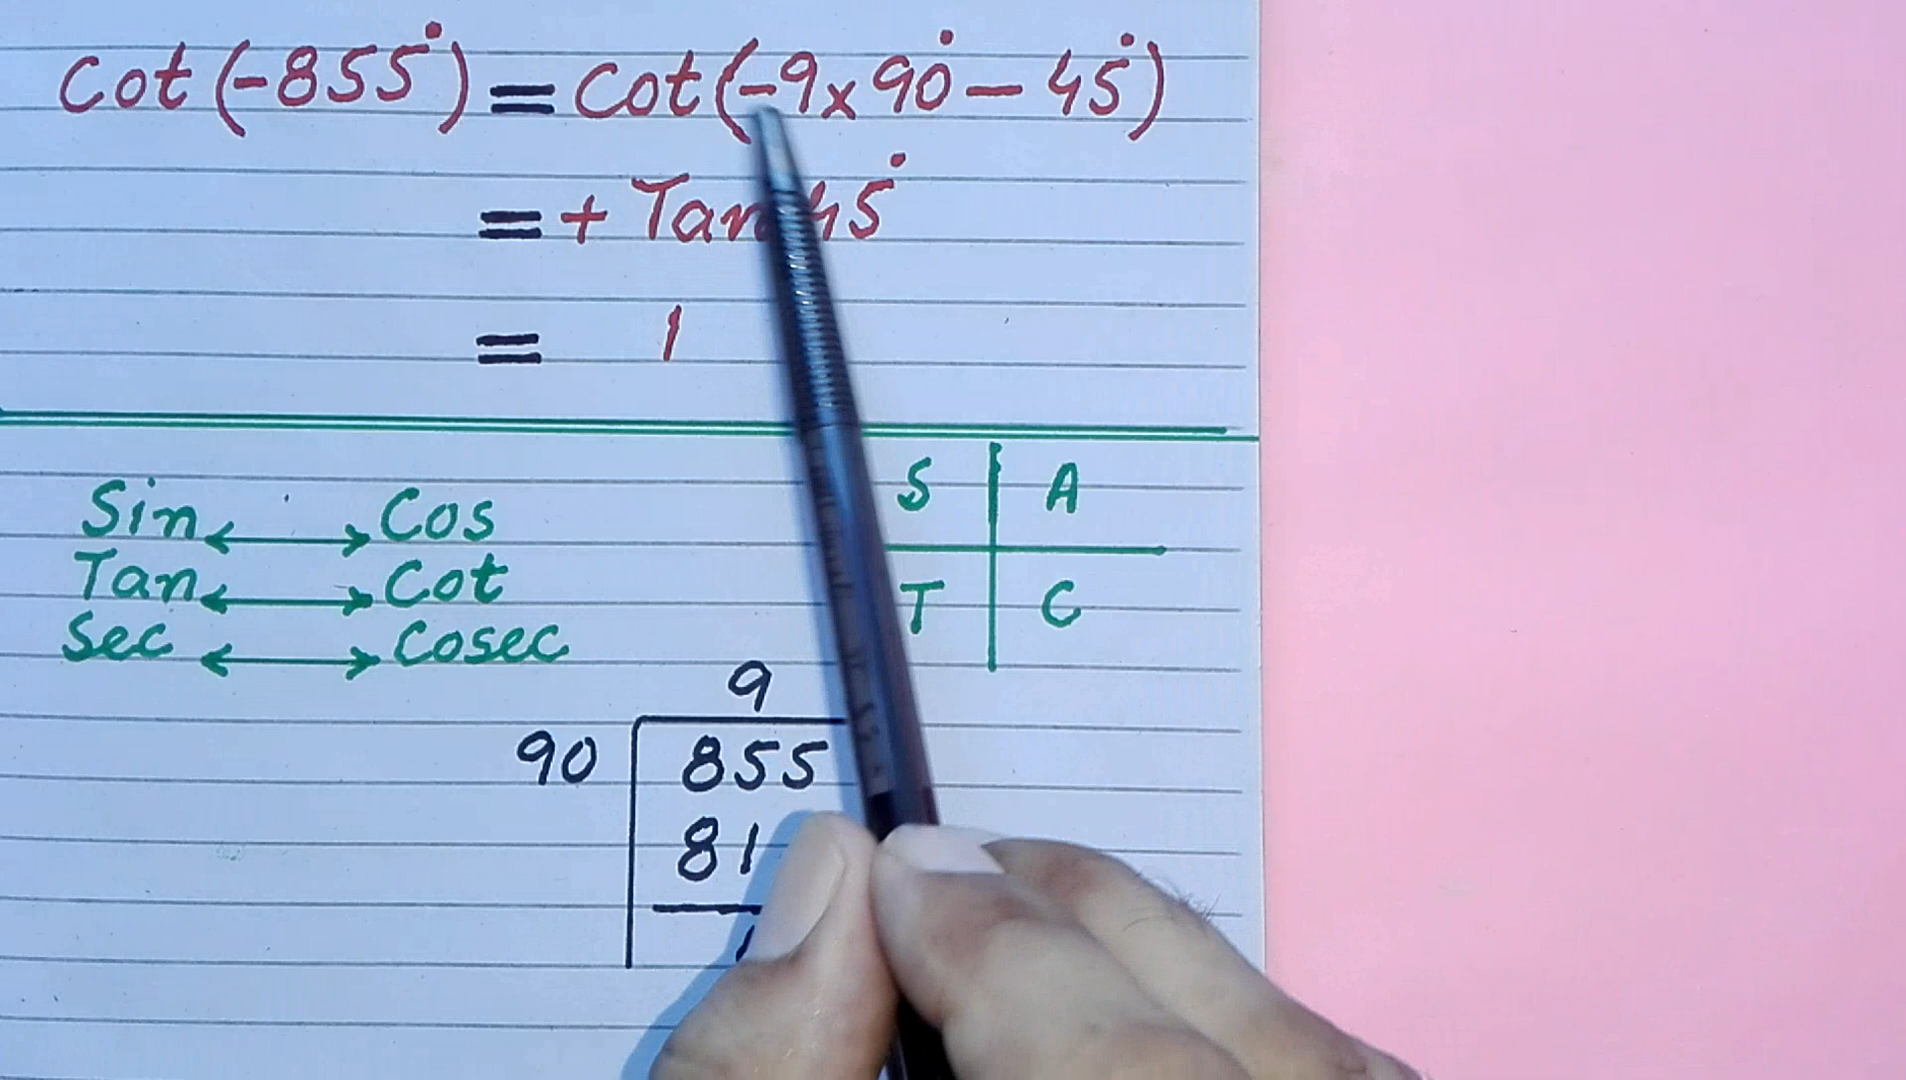 Cot(-855°) = Cot(-9x90° - 45°)
= + Tan 45°
= 1
Sin ↔ Cos
Tan ↔ Cot
Sec ↔ Cosec
S A
T C
9
90 855
81